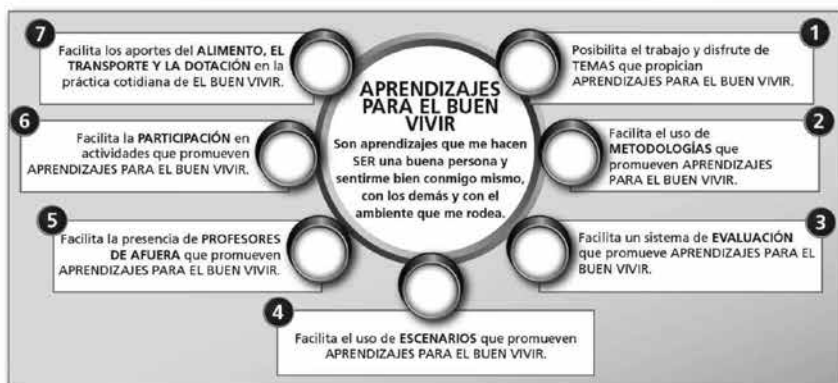 APRENDIZAJES
PARA EL BUEN
VIVIR
Son aprendizajes que me hacen
SER una buena persona y
sentirme bien conmigo mismo,
con los demás y con el
ambiente que me rodea.
1
Posibilita el trabajo y disfrute de
TEMAS que propician
APRENDIZAJES PARA EL BUEN VIVIR.
2
Facilita el uso de
METODOLOGÍAS que
promueven APRENDIZAJES
PARA EL BUEN VIVIR.
3
Facilita un sistema de EVALUACIÓN
que promueve APRENDIZAJES PARA EL
BUEN VIVIR.
4
Facilita el uso de ESCENARIOS que promueven
APRENDIZAJES PARA EL BUEN VIVIR.
5
Facilita la presencia de PROFESORES
DE AFUERA que promueven
APRENDIZAJES PARA EL BUEN VIVIR.
6
Facilita la PARTICIPACIÓN en
actividades que promueven
APRENDIZAJES PARA EL BUEN VIVIR.
7
Facilita los aportes del ALIMENTO, EL
TRANSPORTE Y LA DOTACIÓN en la
práctica cotidiana de EL BUEN VIVIR.